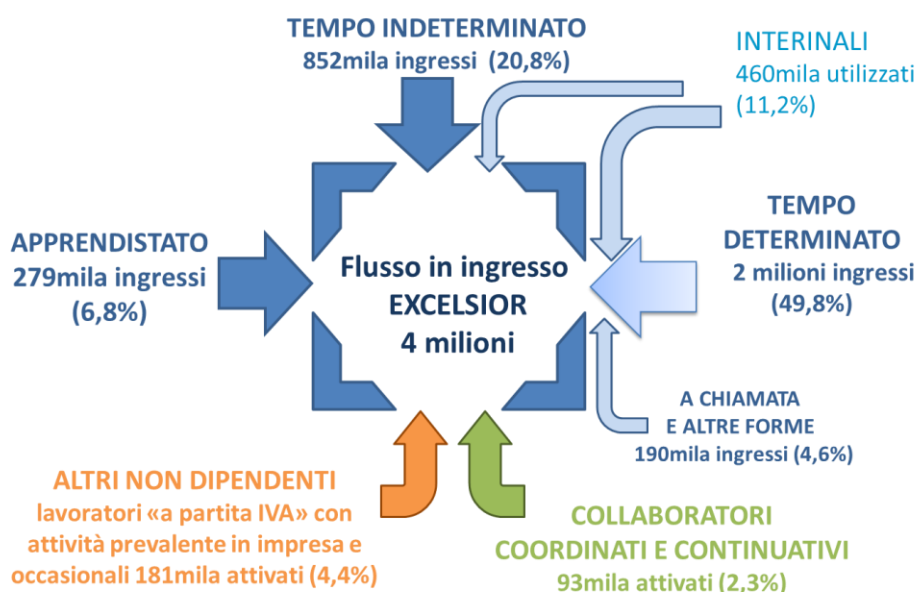 TEMPO INDETERMINATO
852mila ingressi (20,8%)
INTERINALI
460mila utilizzati
(11,2%)
APPRENDISTATO
279mila ingressi
(6,8%)
Flusso in ingresso
EXCELSIOR
4 milioni
TEMPO
DETERMINATO
2 milioni ingressi
(49,8%)
A CHIAMATA
E ALTRE FORME
190mila ingressi (4,6%)
ALTRI NON DIPENDENTI
lavoratori «a partita IVA» con
attività prevalente in impresa e
occasionali 181mila attivati (4,4%)
COLLABORATORI
COORDINATI E CONTINUATIVI
93mila attivati (2,3%)